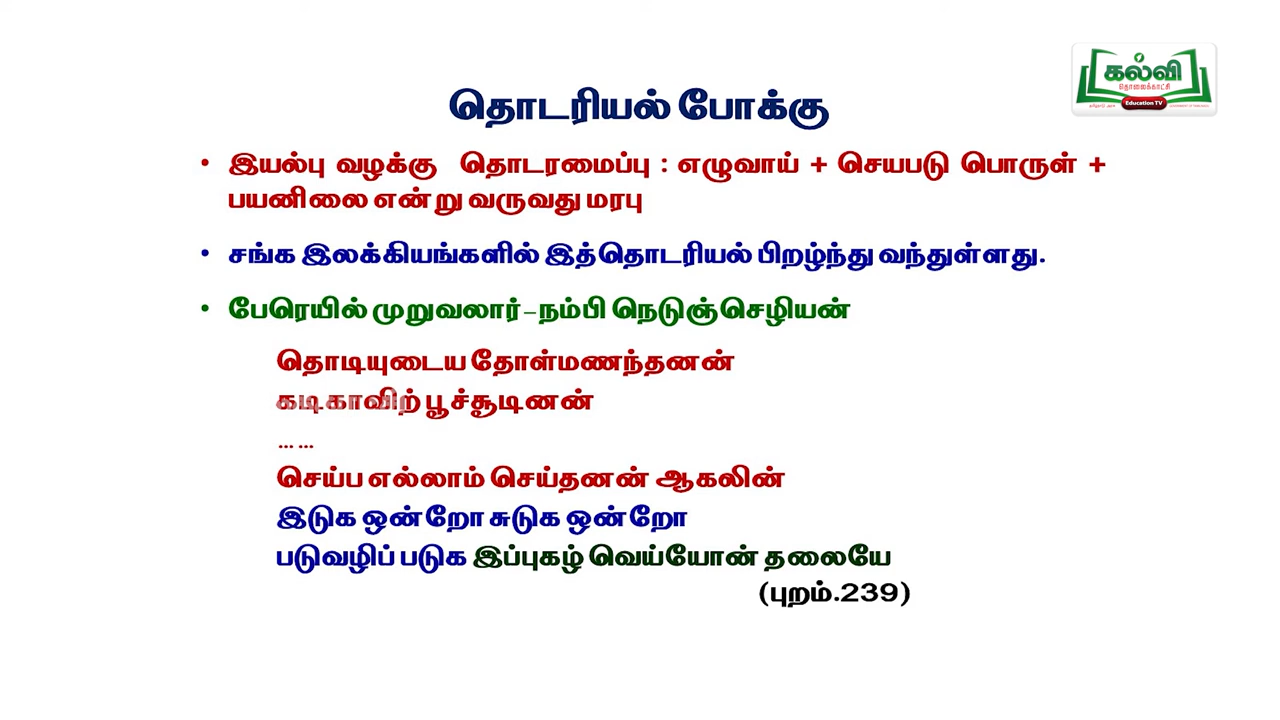 கல்வி
தொலைக்காட்சி
Education TV
தொடரியல் போக்கு
• இயல்பு வழக்கு தொடரமைப்பு : எழுவாய் + செயபடு பொருள் +
பயனிலை என்று வருவது மரபு
• சங்க இலக்கியங்களில் இத்தொடரியல் பிறழ்ந்து வந்துள்ளது.
• பேரெயில் முறுவலார்–நம்பி நெடுஞ்செழியன்
தொடியுடைய தோள்மணந்தனன்
கடிகாவிற் பூச்சூடினன்
... ...
செய்ப எல்லாம் செய்தனன் ஆகலின்
இடுக ஒன்றோ சுடுக ஒன்றோ
படுவழிப் படுக இப்புகழ் வெய்யோன் தலையே
(புறம்.239)